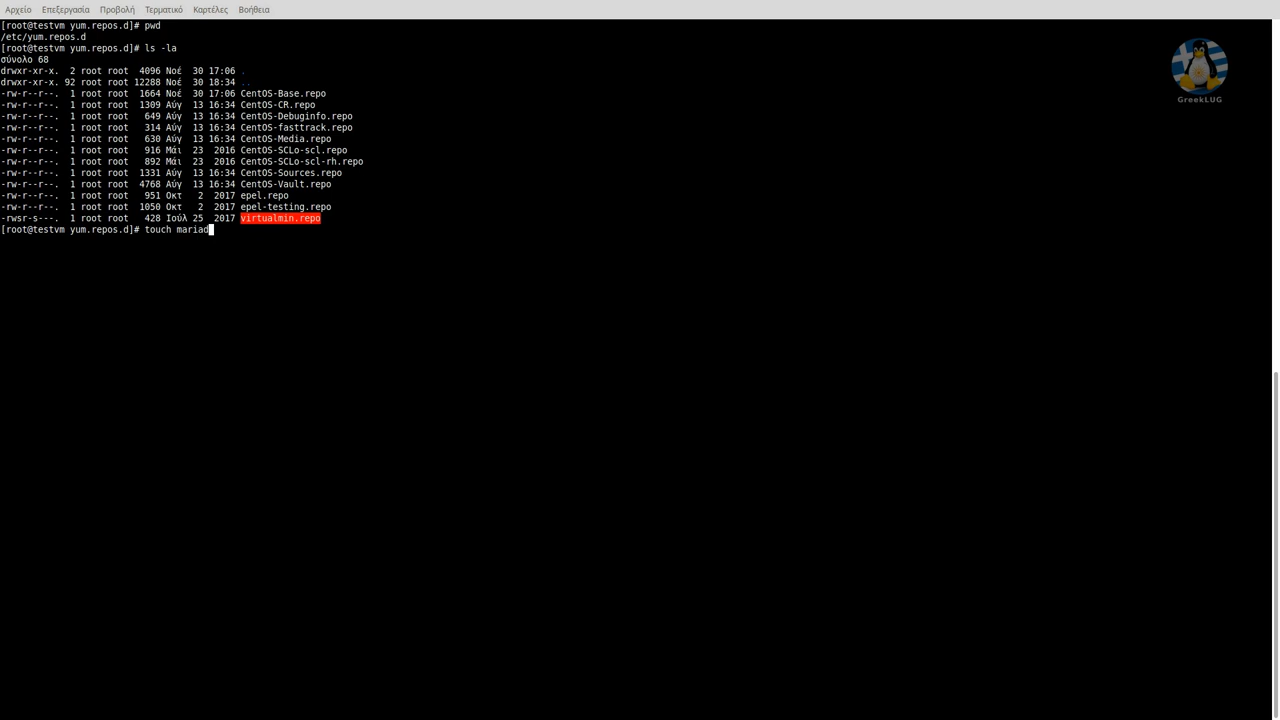 Αρχείο Επεξεργασία Προβολή Τερματικό Καρτέλες Βοήθεια
[root@testvm yum.repos.d]# pwd
/etc/yum.repos.d
[root@testvm yum.repos.d]# ls -la
σύνολο 68
drwxr-xr-x.  2 root root  4096 Νοέ  30 17:06 .
drwxr-xr-x. 92 root root 12288 Νοέ  30 18:34 ..
-rw-r--r--.  1 root root  1664 Νοέ  30 17:06 CentOS-Base.repo
-rw-r--r--.  1 root root  1309 Αύγ  13 16:34 CentOS-CR.repo
-rw-r--r--.  1 root root   649 Αύγ  13 16:34 CentOS-Debuginfo.repo
-rw-r--r--.  1 root root   314 Αύγ  13 16:34 CentOS-fasttrack.repo
-rw-r--r--.  1 root root   630 Αύγ  13 16:34 CentOS-Media.repo
-rw-r--r--.  1 root root   916 Μάι  23  2016 CentOS-SCLo-scl.repo
-rw-r--r--.  1 root root   892 Μάι  23  2016 CentOS-SCLo-scl-rh.repo
-rw-r--r--.  1 root root  1331 Αύγ  13 16:34 CentOS-Sources.repo
-rw-r--r--.  1 root root  4768 Αύγ  13 16:34 CentOS-Vault.repo
-rw-r--r--.  1 root root   951 Οκτ   2  2017 epel.repo
-rw-r--r--.  1 root root  1050 Οκτ   2  2017 epel-testing.repo
-rwsr-s---.  1 root root   428 Ιούλ 25  2017 virtualmin.repo
[root@testvm yum.repos.d]# touch mariad
GreekLUG